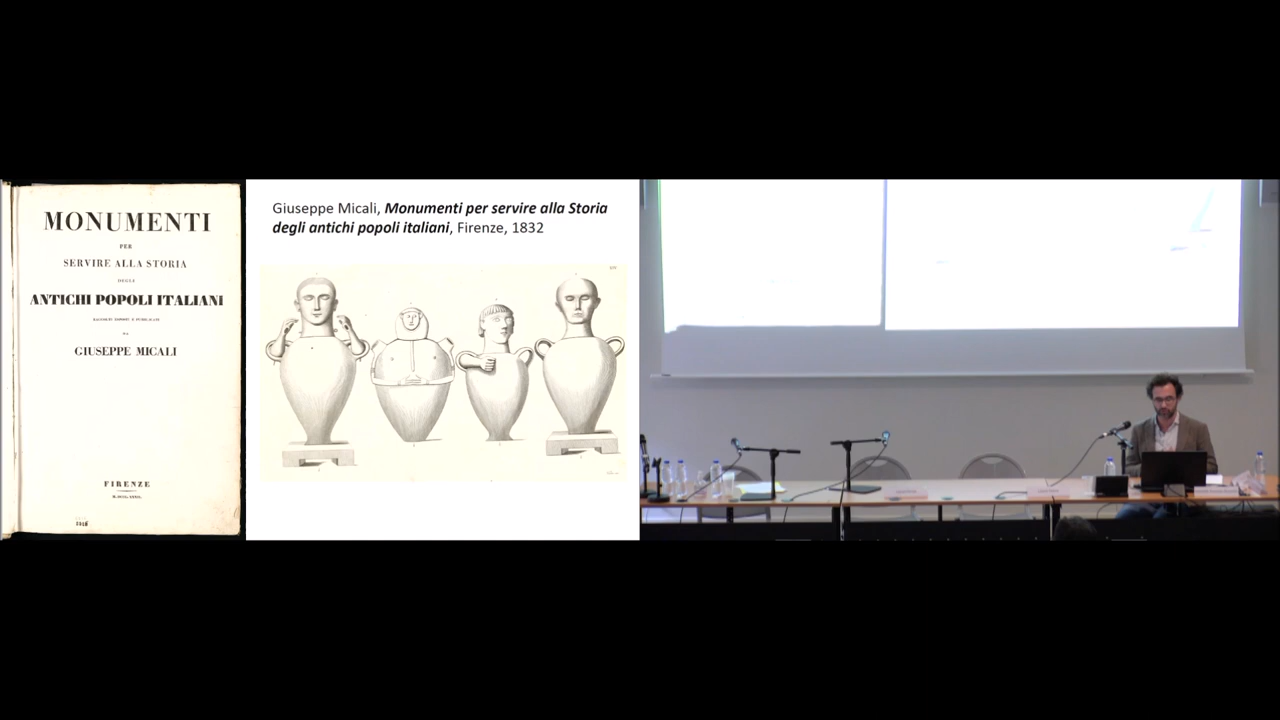 MONUMENTI
PER
SERVIRE ALLA STORIA
DEGLI
ANTICHI POPOLI ITALIANI
GIUSEPPE MICALI
FIRENZE
Giuseppe Micali, Monumenti per servire alla Storia
degli antichi popoli italiani, Firenze, 1832